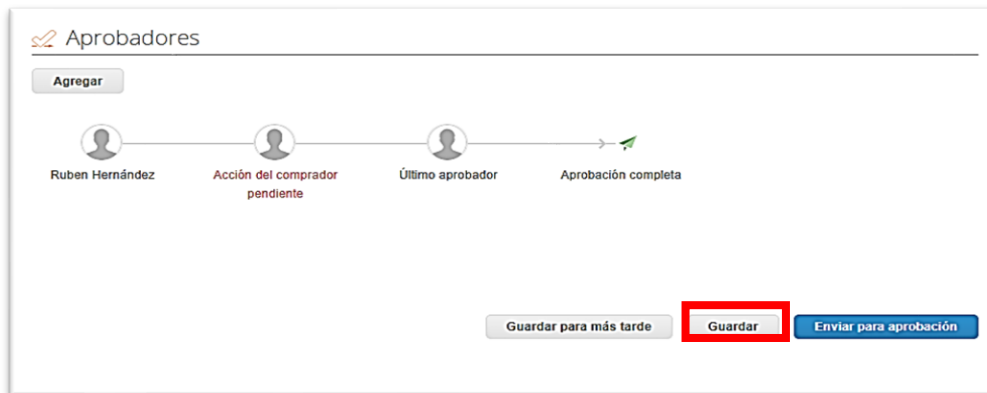 Aprobadores
Agregar
Ruben Hernández
Acción del comprador
pendiente
Último aprobador
Aprobación completa
Guardar para más tarde
Guardar
Enviar para aprobación